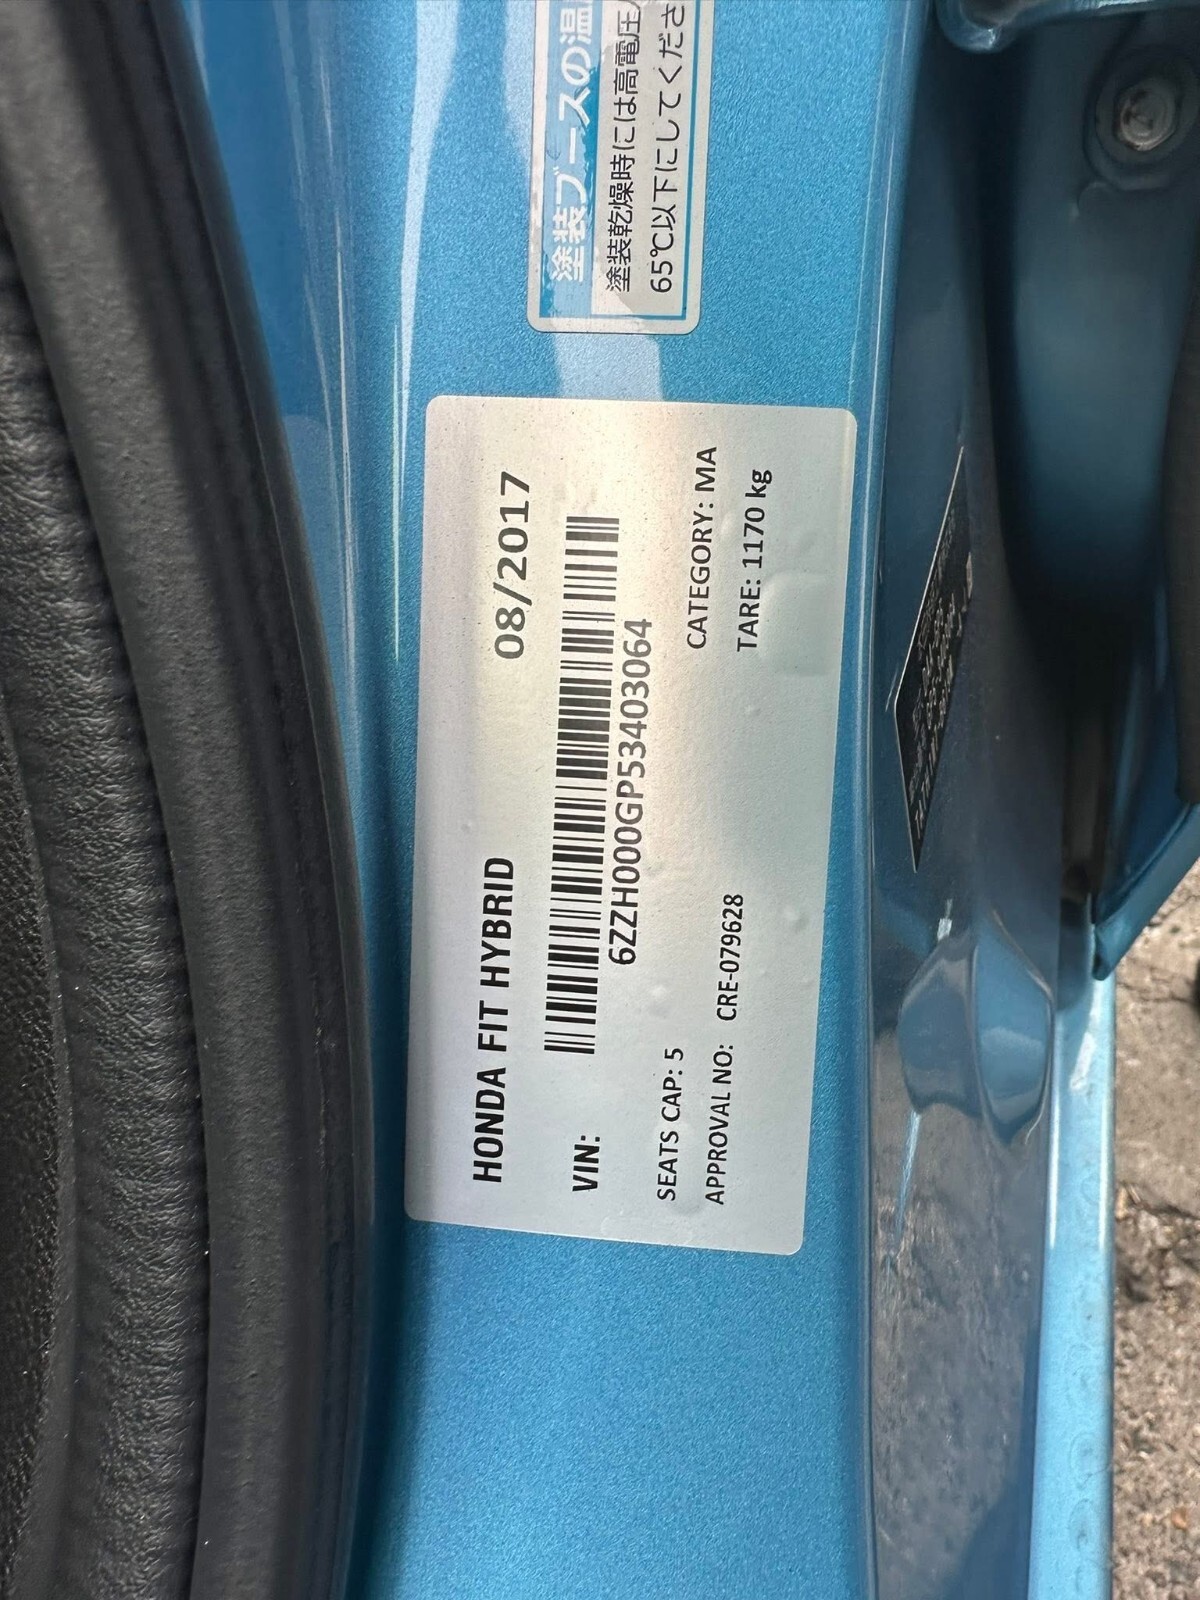 塗装ブースの温
塗装乾燥時には高電圧
65℃以下にしてくださ
HONDA FIT HYBRID 08/2017
VIN:
6ZZH000GP53403064
SEATS CAP: 5 CATEGORY: MA
APPROVAL NO: CRE-079628 TARE: 1170 kg